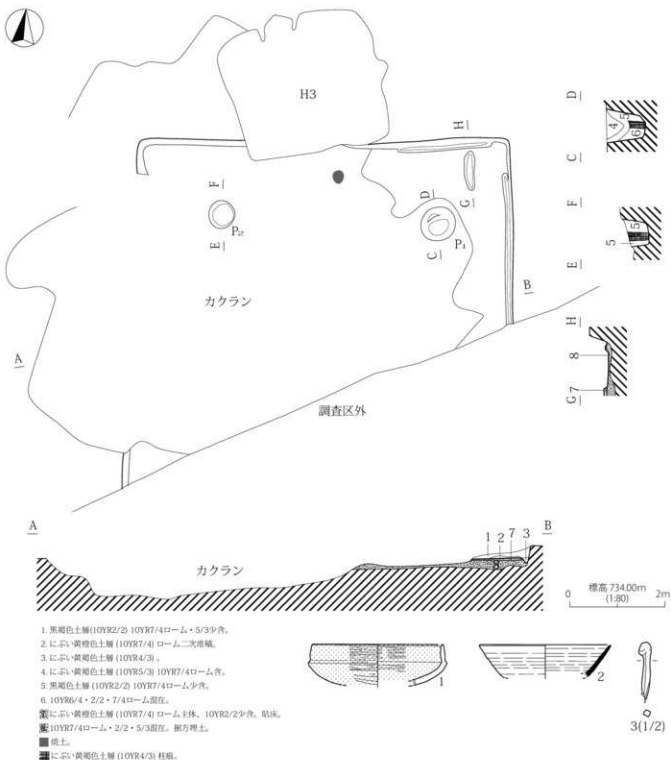 H3
D
H
4 5
6
C
F
D
G
F
P₂
E
C
P₁
5
5
E
カクラン
B
H
A
8
調査区外
7
G
A
1 2 7 3
B
カクラン
8
標高 734.00m
0 (1:80) 2m
1. 黒褐色土層(10YR2/2) 10YR7/4ローム・5/3少含。
2. にぶい黄橙色土層 (10YR7/4) ローム二次堆積。
3. にぶい黄褐色土層 (10YR4/3) 。
4. にぶい黄褐色土層 (10YR5/3) 10YR7/4ローム含。
5. 黒褐色土層 (10YR2/2) 10YR7/4ローム少含。
6. 10YR6/4・2/2・7/4ローム混在。
7 にぶい黄橙色土層 (10YR7/4) ローム主体、10YR2/2少含。貼床。
8 10YR7/4ローム・2/2・5/3混在。掘方埋土。
焼土。
にぶい黄褐色土層 (10YR4/3) 柱痕。
1
2
3(1/2)